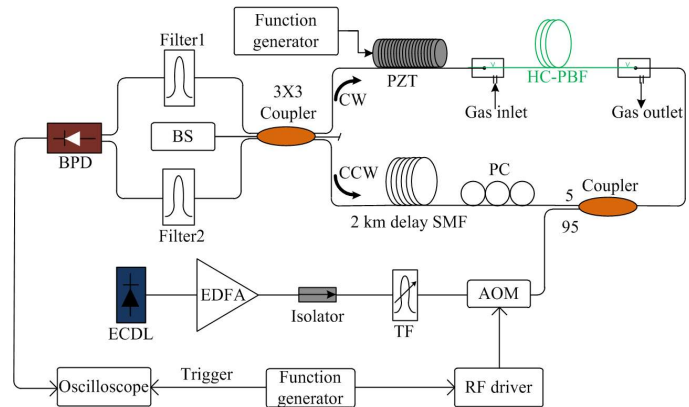 Function
generator
Filter1
PZT
HC-PBF
3X3
Coupler
CW
Gas inlet
Gas outlet
BS
BPD
CCW
PC
Coupler
5
95
2 km delay SMF
Filter2
EDFA
AOM
Isolator
TF
ECDL
Oscilloscope
Trigger
Function
generator
RF driver